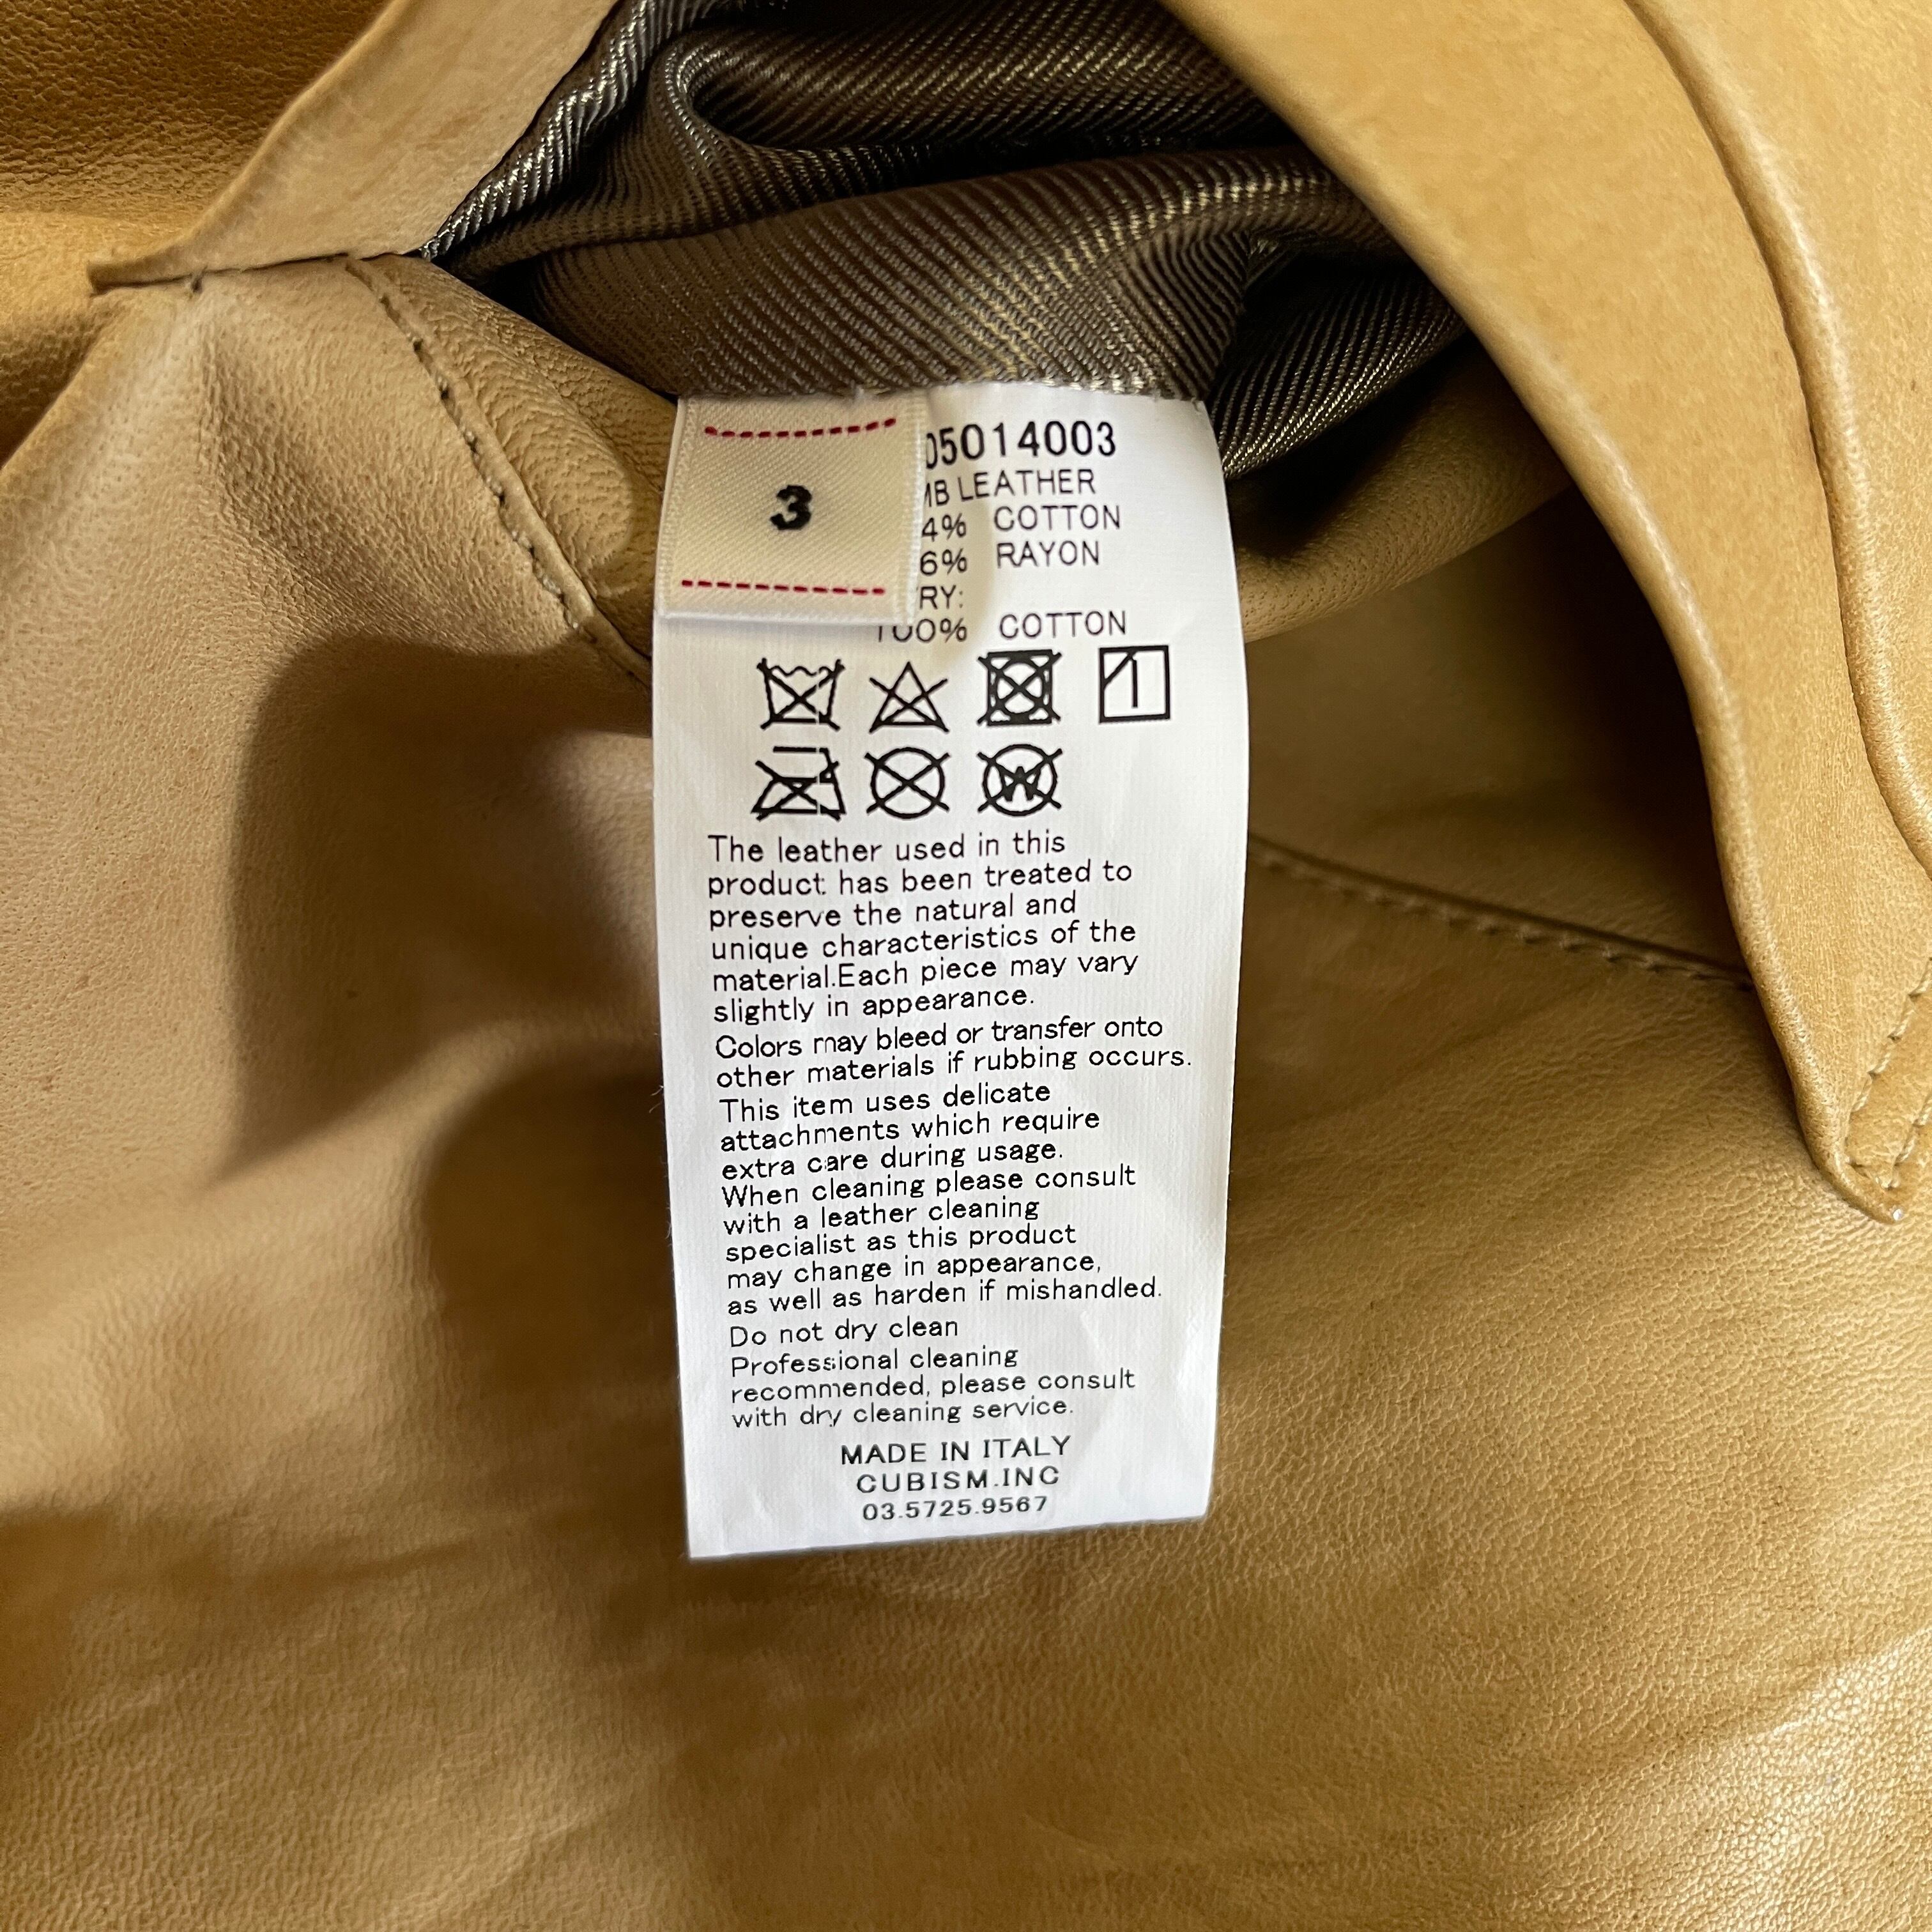 3
05014003
MB LEATHER
4% COTTON
6% RAYON
RY:
100% COTTON
W
The leather used in this
product has been treated to
preserve the natural and
unique characteristics of the
material.Each piece may vary
slightly in appearance.
Colors may bleed or transfer onto
other materials if rubbing occurs.
This item uses delicate
attachments which require
extra care during usage.
When cleaning please consult
with a leather cleaning
specialist as this product
may change in appearance,
as well as harden if mishandled.
Do not dry clean
Professional cleaning
recommended, please consult
with dry cleaning service.
MADE IN ITALY
CUBISM.INC
03.5725.9567